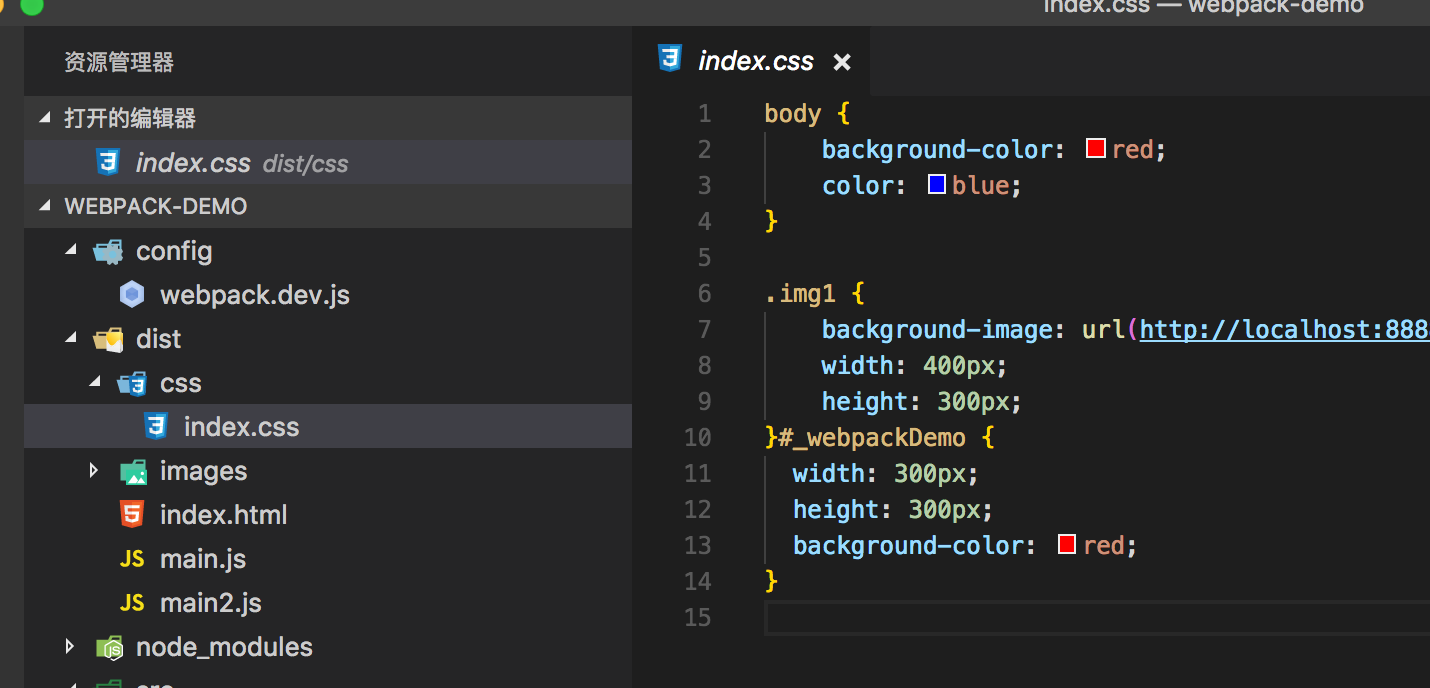 index.css — webpack-demo
资源管理器
打开的编辑器
index.css dist/css
WEBPACK-DEMO
config
webpack.dev.js
dist
css
index.css
images
index.html
JS main.js
JS main2.js
node_modules
index.css ×
1 body {
2 background-color: red;
3 color: blue;
4 }
5
6 .img1 {
7 background-image: url(http://localhost:888
8 width: 400px;
9 height: 300px;
10 }#_webpackDemo {
11 width: 300px;
12 height: 300px;
13 background-color: red;
14 }
15